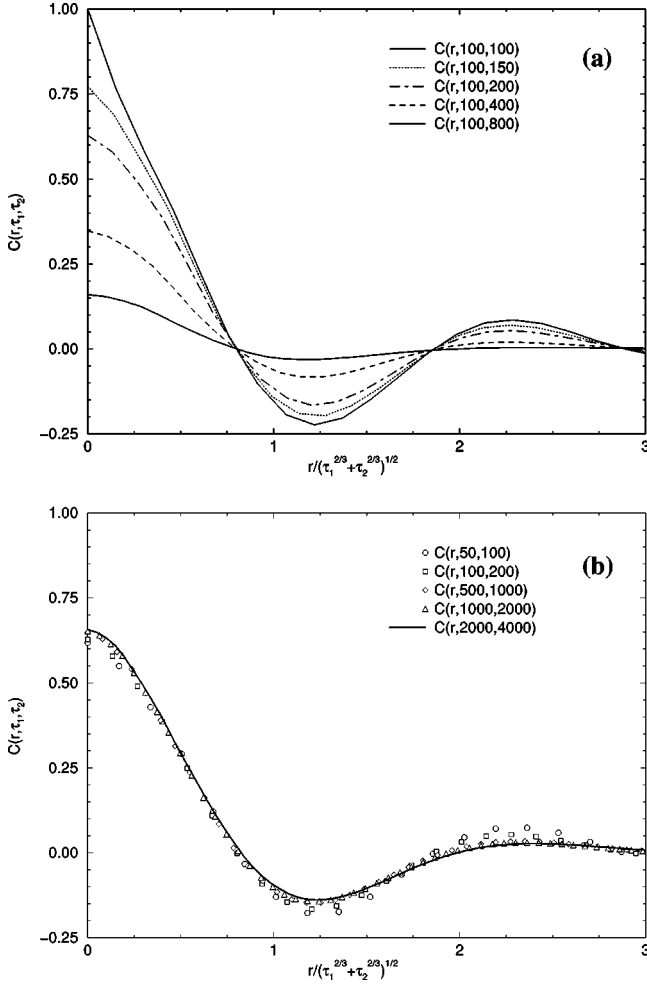 1.00
0.75
0.50
0.25
0.00
−0.25
C(r,τ₁,τ₂)
(a)
C(r,100,100)
C(r,100,150)
C(r,100,200)
C(r,100,400)
C(r,100,800)
0
1
2
3
r/(τ₁^2/3+τ₂^2/3)^1/2
1.00
0.75
0.50
0.25
0.00
−0.25
C(r,τ₁,τ₂)
(b)
C(r,50,100)
C(r,100,200)
C(r,500,1000)
C(r,1000,2000)
C(r,2000,4000)
0
1
2
3
r/(τ₁^2/3+τ₂^2/3)^1/2